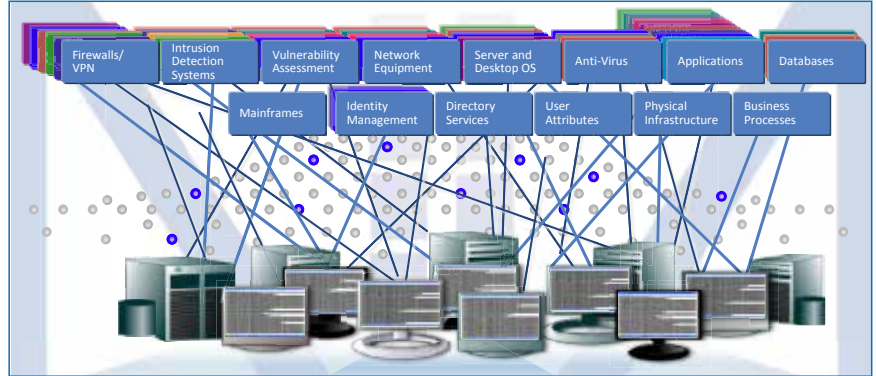 Firewalls/
VPN
Intrusion
Detection
Systems
Vulnerability
Assessment
Network
Equipment
Server and
Desktop OS
Anti-Virus
Applications
Databases
Mainframes
Identity
Management
Directory
Services
User
Attributes
Physical
Infrastructure
Business
Processes